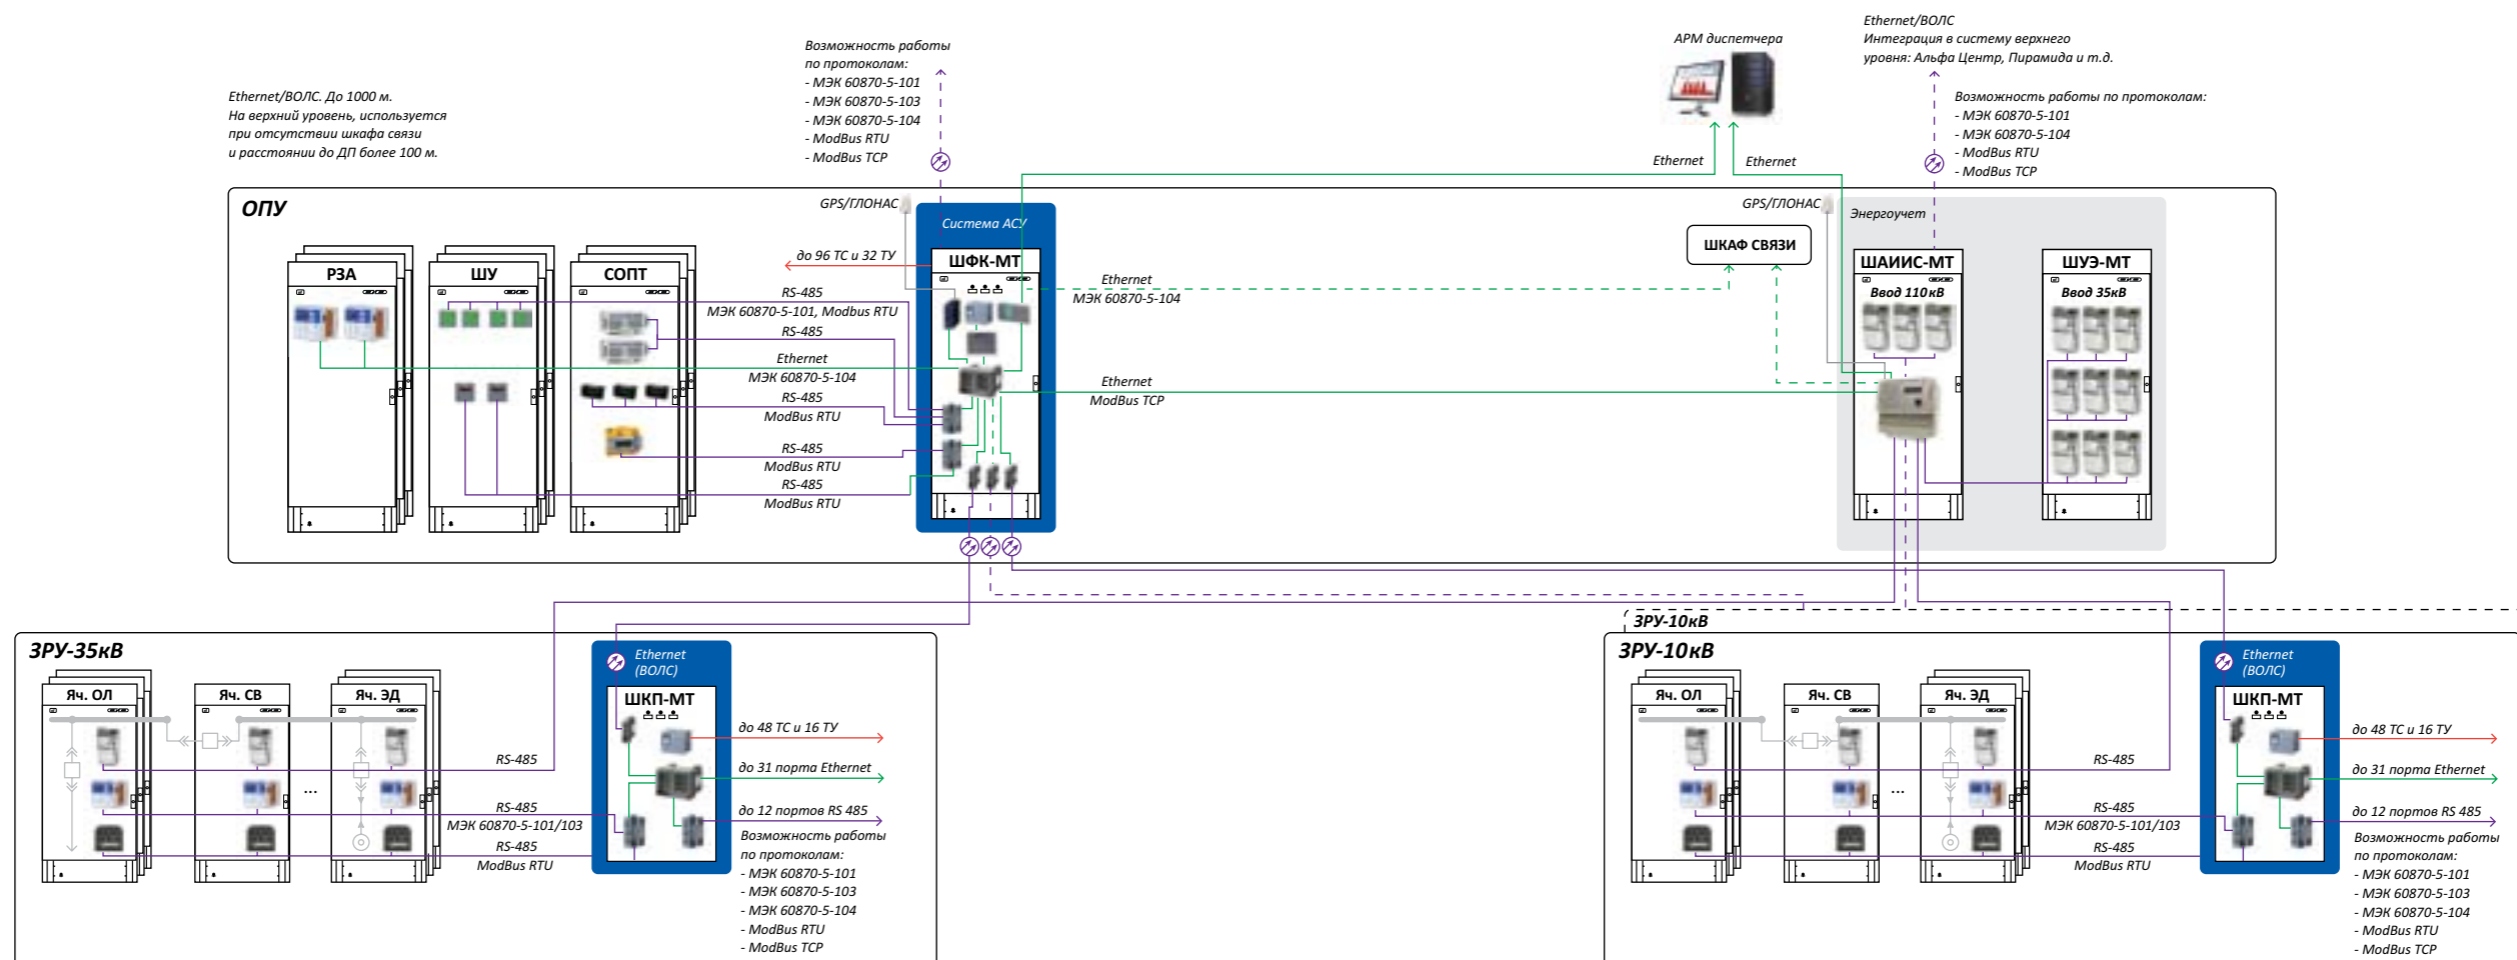 Ethernet/ВОЛС. До 1000 м.
На верхний уровень, используется
при отсутствии шкафа связи
и расстоянии до ДП более 100 м.
Возможность работы
по протоколам:
- МЭК 60870-5-101
- МЭК 60870-5-103
- МЭК 60870-5-104
- ModBus RTU
- ModBus TCP
АРМ диспетчера
Ethernet
Ethernet
Ethernet/ВОЛС
Интеграция в систему верхнего
уровня: Альфа Центр, Пирамида и т.д.
Возможность работы по протоколам:
- МЭК 60870-5-101
- МЭК 60870-5-104
- ModBus RTU
- ModBus TCP
ОПУ
РЗА
ШУ
СОПТ
GPS/ГЛОНАС
Система АСУ
ШФК-МТ
до 96 ТС и 32 ТУ
RS-485
МЭК 60870-5-101, Modbus RTU
RS-485
Ethernet
МЭК 60870-5-104
RS-485
ModBus RTU
RS-485
ModBus RTU
RS-485
ModBus RTU
Ethernet
МЭК 60870-5-104
Ethernet
ModBus TCP
ШКАФ СВЯЗИ
GPS/ГЛОНАС
Энергоучет
ШАИИС-МТ
Ввод 110кВ
ШУЭ-МТ
Ввод 35кВ
ЗРУ-35кВ
Яч. ОЛ
Яч. СВ
Яч. ЭД
...
RS-485
RS-485
МЭК 60870-5-101/103
RS-485
ModBus RTU
Ethernet
(ВОЛС)
ШКП-МТ
до 48 ТС и 16 ТУ
до 31 порта Ethernet
до 12 портов RS 485
Возможность работы
по протоколам:
- МЭК 60870-5-101
- МЭК 60870-5-103
- МЭК 60870-5-104
- ModBus RTU
- ModBus TCP
ЗРУ-10кВ
ЗРУ-10кВ
Яч. ОЛ
Яч. СВ
Яч. ЭД
...
RS-485
RS-485
МЭК 60870-5-101/103
RS-485
ModBus RTU
Ethernet
(ВОЛС)
ШКП-МТ
до 48 ТС и 16 ТУ
до 31 порта Ethernet
до 12 портов RS 485
Возможность работы
по протоколам:
- МЭК 60870-5-101
- МЭК 60870-5-103
- МЭК 60870-5-104
- ModBus RTU
- ModBus TCP